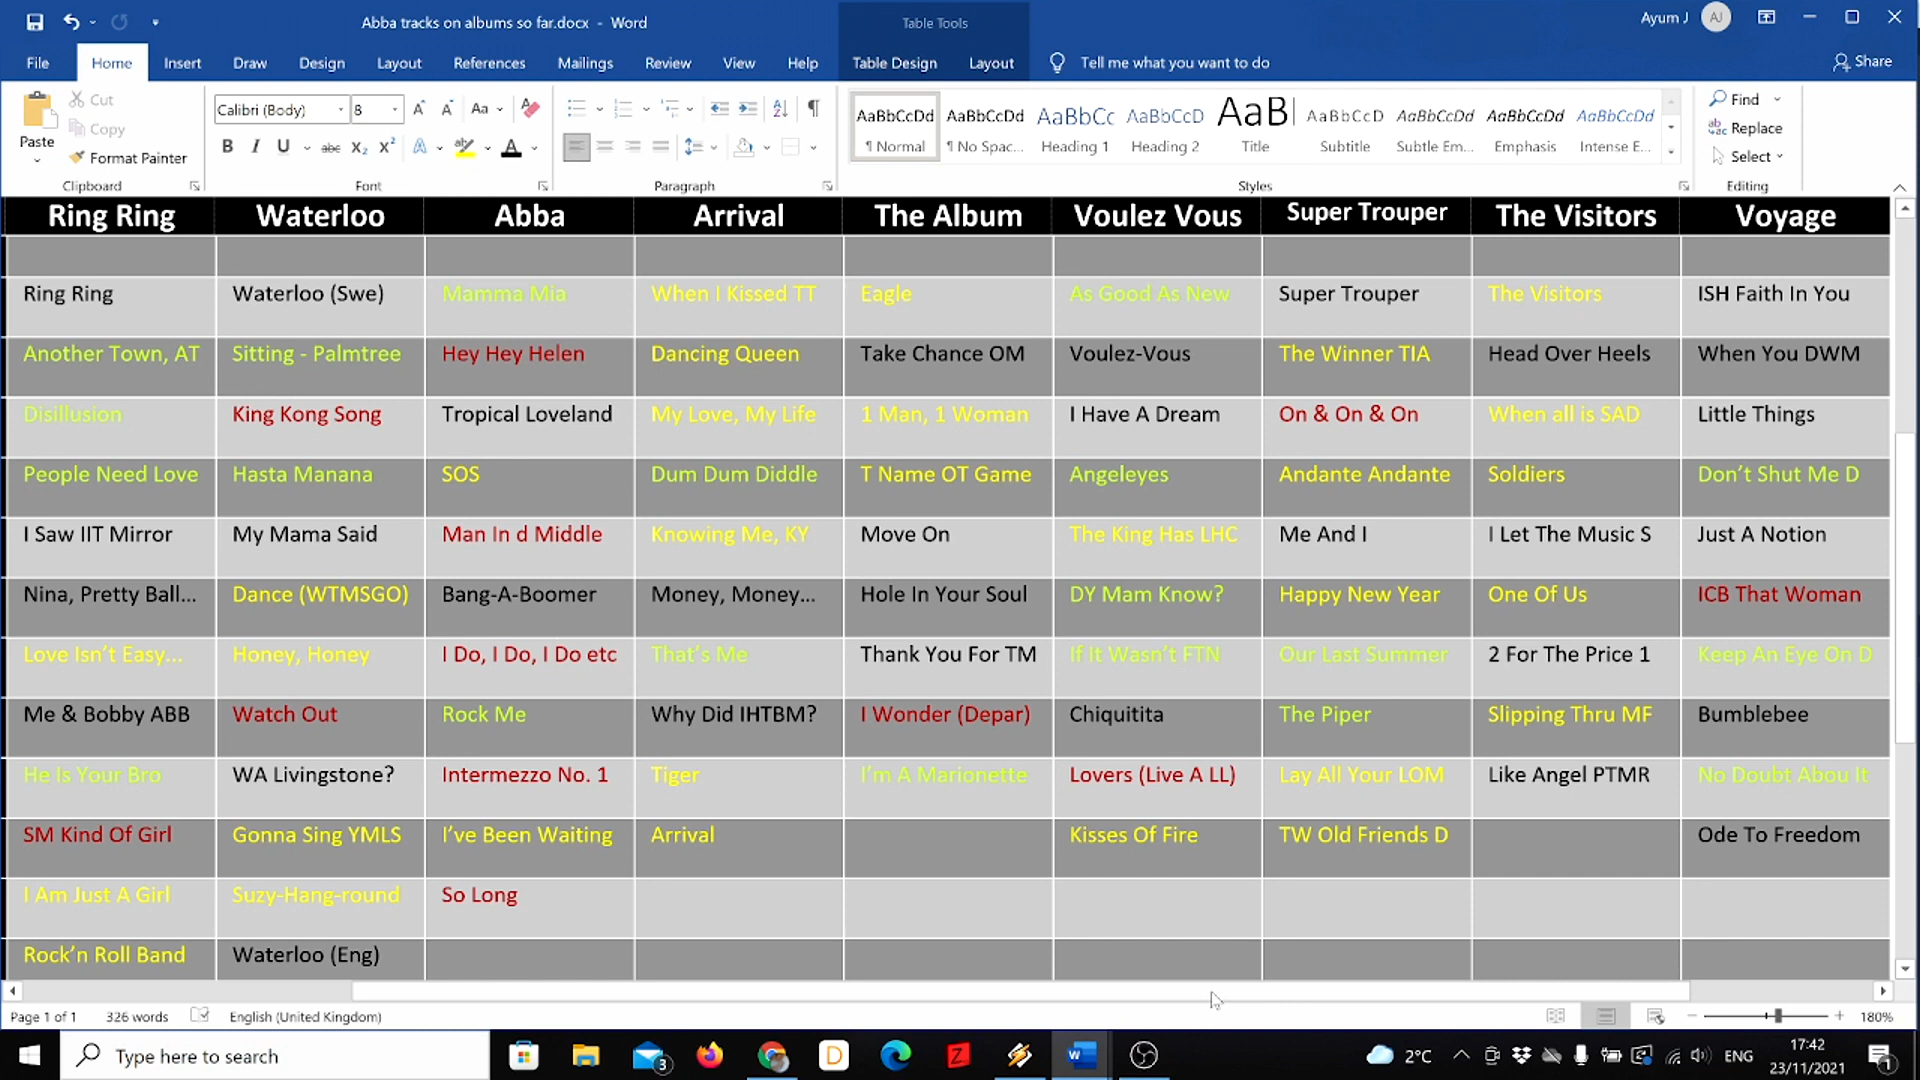 Abba tracks on albums so far.docx - Word
Table Tools
Ayum J
AJ
File Home Insert Draw Design Layout References Mailings Review View Help Table Design Layout Tell me what you want to do Share
Paste
Cut
Copy
Format Painter
Clipboard
Calibri (Body) 8
Font
Paragraph
AaBbCcDd AaBbCcDd AaBbCc AaBbCcD AaB AaBbCcD AaBbCcDd AaBbCcDd AaBbCcDd
¶ Normal ¶ No Spac... Heading 1 Heading 2 Title Subtitle Subtle Em... Emphasis Intense E...
Styles
Find
Replace
Select
Editing
Ring Ring Waterloo Abba Arrival The Album Voulez Vous Super Trouper The Visitors Voyage
Ring Ring Waterloo (Swe) Mamma Mia When I Kissed TT Eagle As Good As New Super Trouper The Visitors ISH Faith In You
Another Town, AT Sitting - Palmtree Hey Hey Helen Dancing Queen Take Chance OM Voulez-Vous The Winner TIA Head Over Heels When You DWM
Disillusion King Kong Song Tropical Loveland My Love, My Life 1 Man, 1 Woman I Have A Dream On & On & On When all is SAD Little Things
People Need Love Hasta Manana SOS Dum Dum Diddle T Name OT Game Angeleyes Andante Andante Soldiers Don't Shut Me D
I Saw IIT Mirror My Mama Said Man In d Middle Knowing Me, KY Move On The King Has LHC Me And I I Let The Music S Just A Notion
Nina, Pretty Ball... Dance (WTMSGO) Bang-A-Boomer Money, Money... Hole In Your Soul DY Mam Know? Happy New Year One Of Us ICB That Woman
Love Isn't Easy... Honey, Honey I Do, I Do, I Do etc That's Me Thank You For TM If It Wasn't FTN Our Last Summer 2 For The Price 1 Keep An Eye On D
Me & Bobby ABB Watch Out Rock Me Why Did IHTBM? I Wonder (Depar) Chiquitita The Piper Slipping Thru MF Bumblebee
He Is Your Bro WA Livingstone? Intermezzo No. 1 Tiger I'm A Marionette Lovers (Live A LL) Lay All Your LOM Like Angel PTMR No Doubt Abou It
SM Kind Of Girl Gonna Sing YMLS I've Been Waiting Arrival Kisses Of Fire TW Old Friends D Ode To Freedom
I Am Just A Girl Suzy-Hang-round So Long
Rock'n Roll Band Waterloo (Eng)
Page 1 of 1 326 words English (United Kingdom) 180%
Type here to search
3
2°C
ENG
17:42
23/11/2021
1